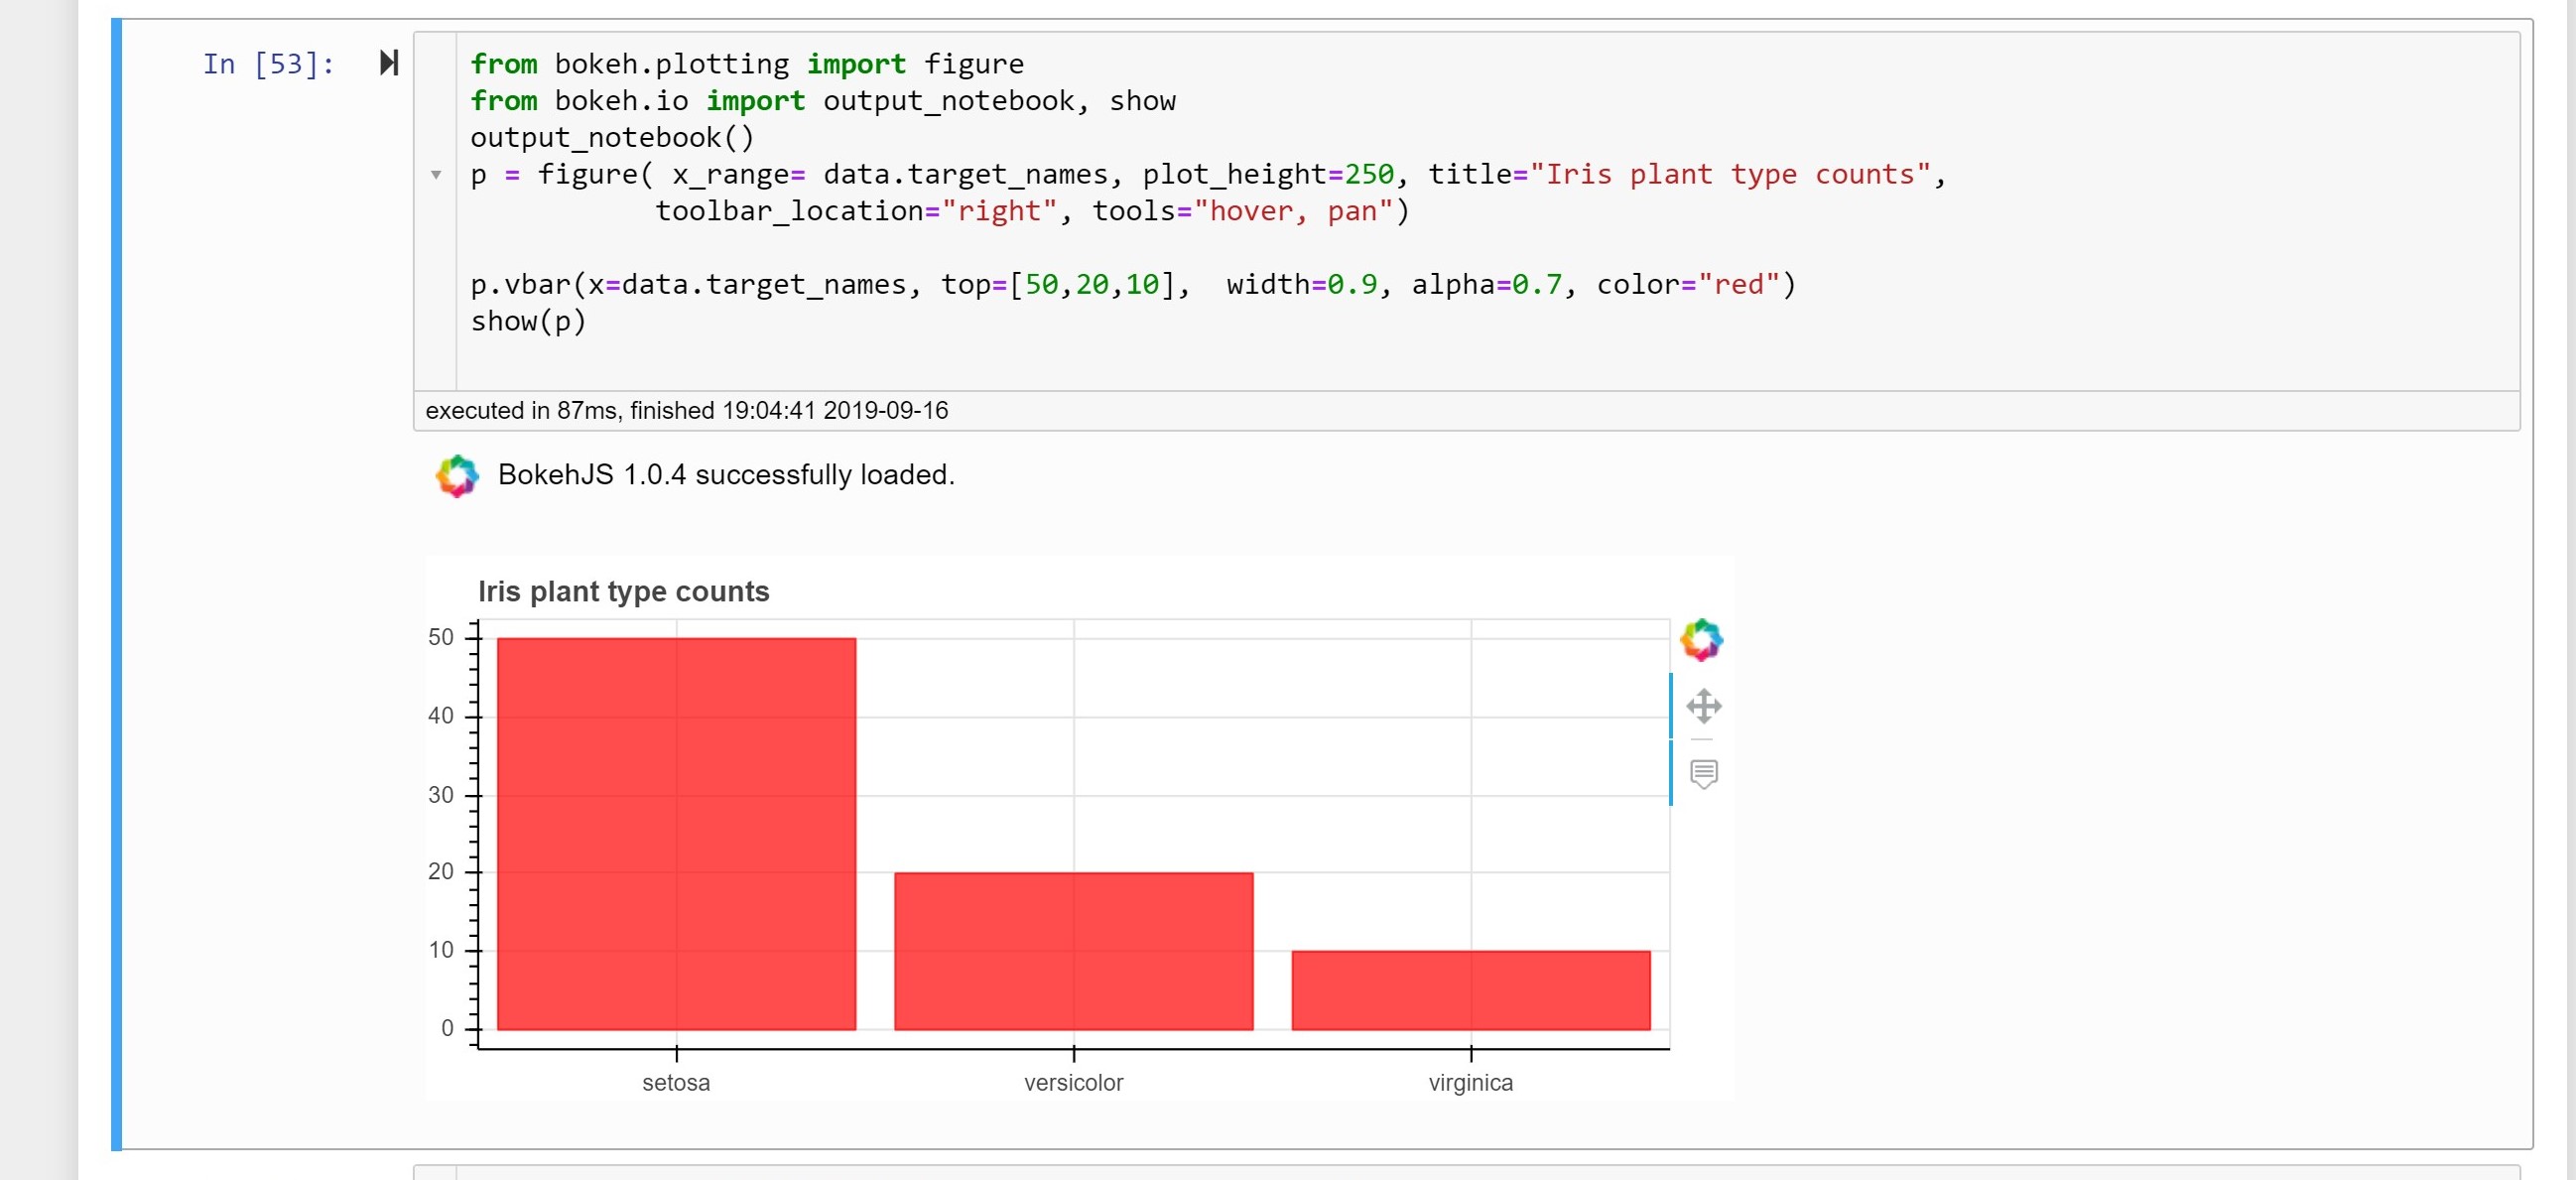 In [53]:
from bokeh.plotting import figure
from bokeh.io import output_notebook, show
output_notebook()
p = figure( x_range= data.target_names, plot_height=250, title="Iris plant type counts",
toolbar_location="right", tools="hover, pan")
p.vbar(x=data.target_names, top=[50,20,10],  width=0.9, alpha=0.7, color="red")
show(p)
executed in 87ms, finished 19:04:41 2019-09-16
BokehJS 1.0.4 successfully loaded.
Iris plant type counts
50
40
30
20
10
0
setosa versicolor virginica